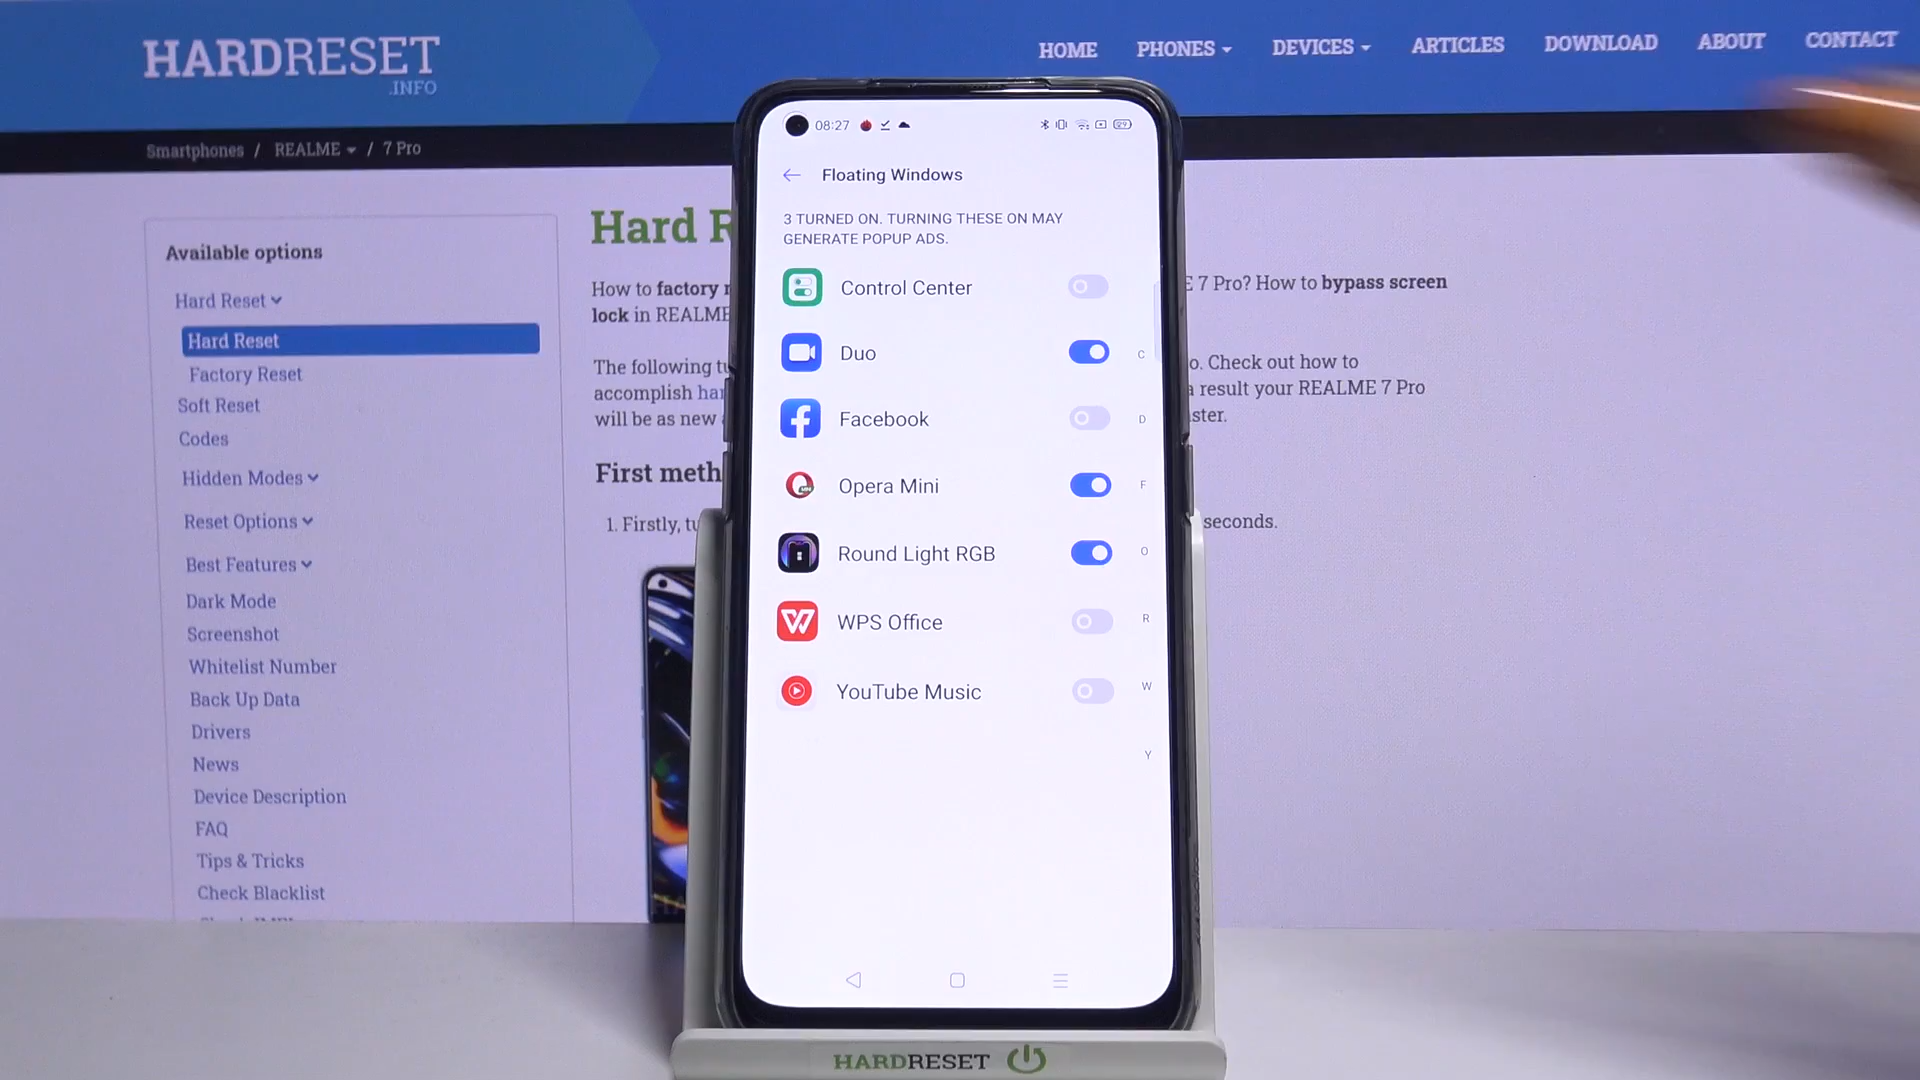 HARDRESET
.INFO
HOME PHONES DEVICES ARTICLES DOWNLOAD ABOUT CONTACT
Smartphones / REALME / 7 Pro
Available options
Hard Reset
Hard Reset
Factory Reset
Soft Reset
Codes
Hidden Modes
Reset Options
Best Features
Dark Mode
Screenshot
Whitelist Number
Back Up Data
Drivers
News
Device Description
FAQ
Tips & Tricks
Check Blacklist
Hard R
How to factory r
E 7 Pro? How to bypass screen
lock in REALME
The following tu
o. Check out how to
accomplish har
a result your REALME 7 Pro
will be as new
ster.
First meth
1. Firstly, tu
seconds.
08:27
Floating Windows
3 TURNED ON. TURNING THESE ON MAY
GENERATE POPUP ADS.
Control Center
Duo
Facebook
Opera Mini
Round Light RGB
WPS Office
YouTube Music
C
D
F
O
R
W
Y
HARDRESET